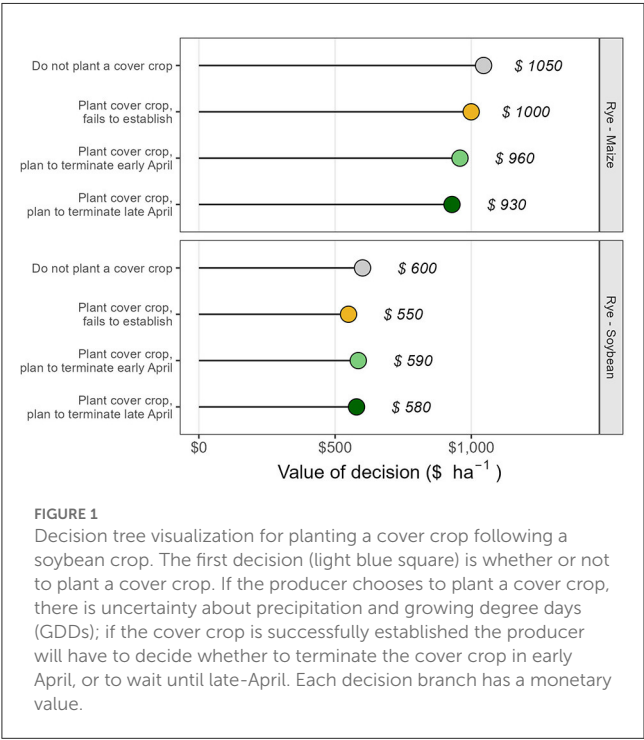 Do not plant a cover crop
$ 1050
Plant cover crop,
fails to establish
$ 1000
Plant cover crop,
plan to terminate early April
$ 960
Plant cover crop,
plan to terminate late April
$ 930
Rye - Maize
Do not plant a cover crop
$ 600
Plant cover crop,
fails to establish
$ 550
Plant cover crop,
plan to terminate early April
$ 590
Plant cover crop,
plan to terminate late April
$ 580
Rye - Soybean
$0 $500 $1,000
Value of decision ($ ha⁻¹ )
FIGURE 1
Decision tree visualization for planting a cover crop following a
soybean crop. The first decision (light blue square) is whether or not
to plant a cover crop. If the producer chooses to plant a cover crop,
there is uncertainty about precipitation and growing degree days
(GDDs); if the cover crop is successfully established the producer
will have to decide whether to terminate the cover crop in early
April, or to wait until late-April. Each decision branch has a monetary
value.